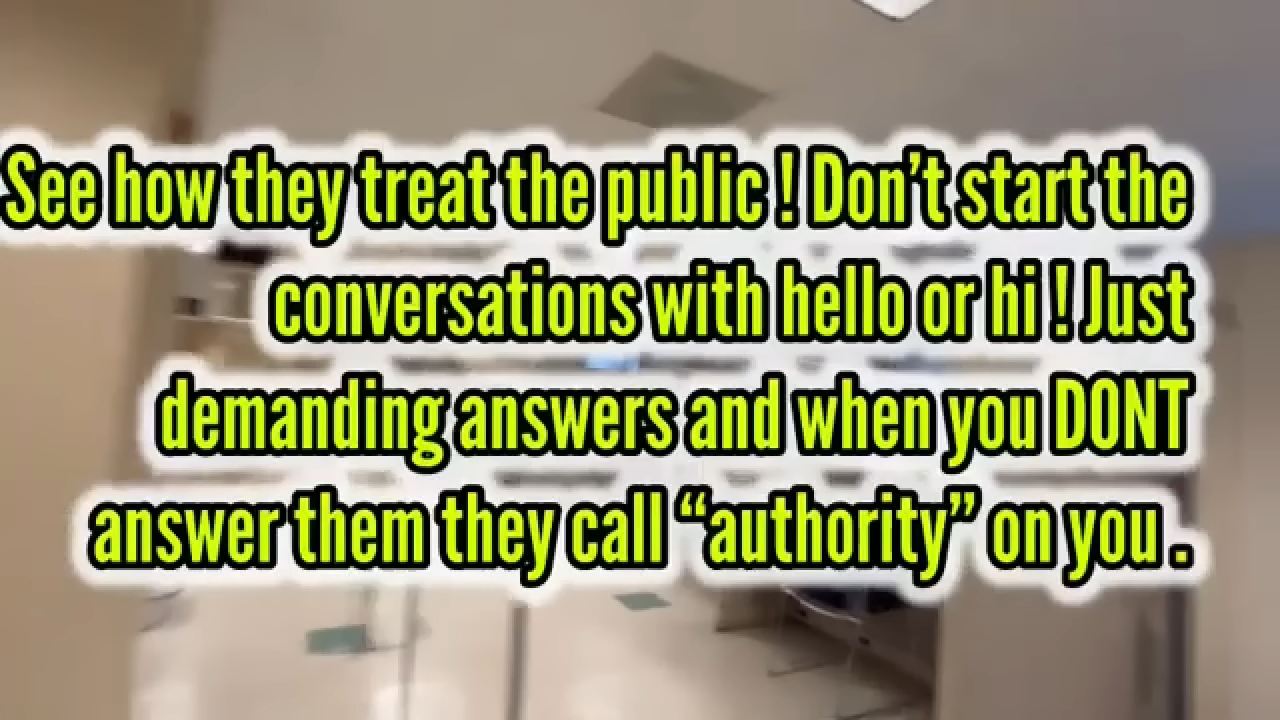 See how they treat the public ! Don’t start the
conversations with hello or hi ! Just
demanding answers and when you DONT
answer them they call “authority” on you .